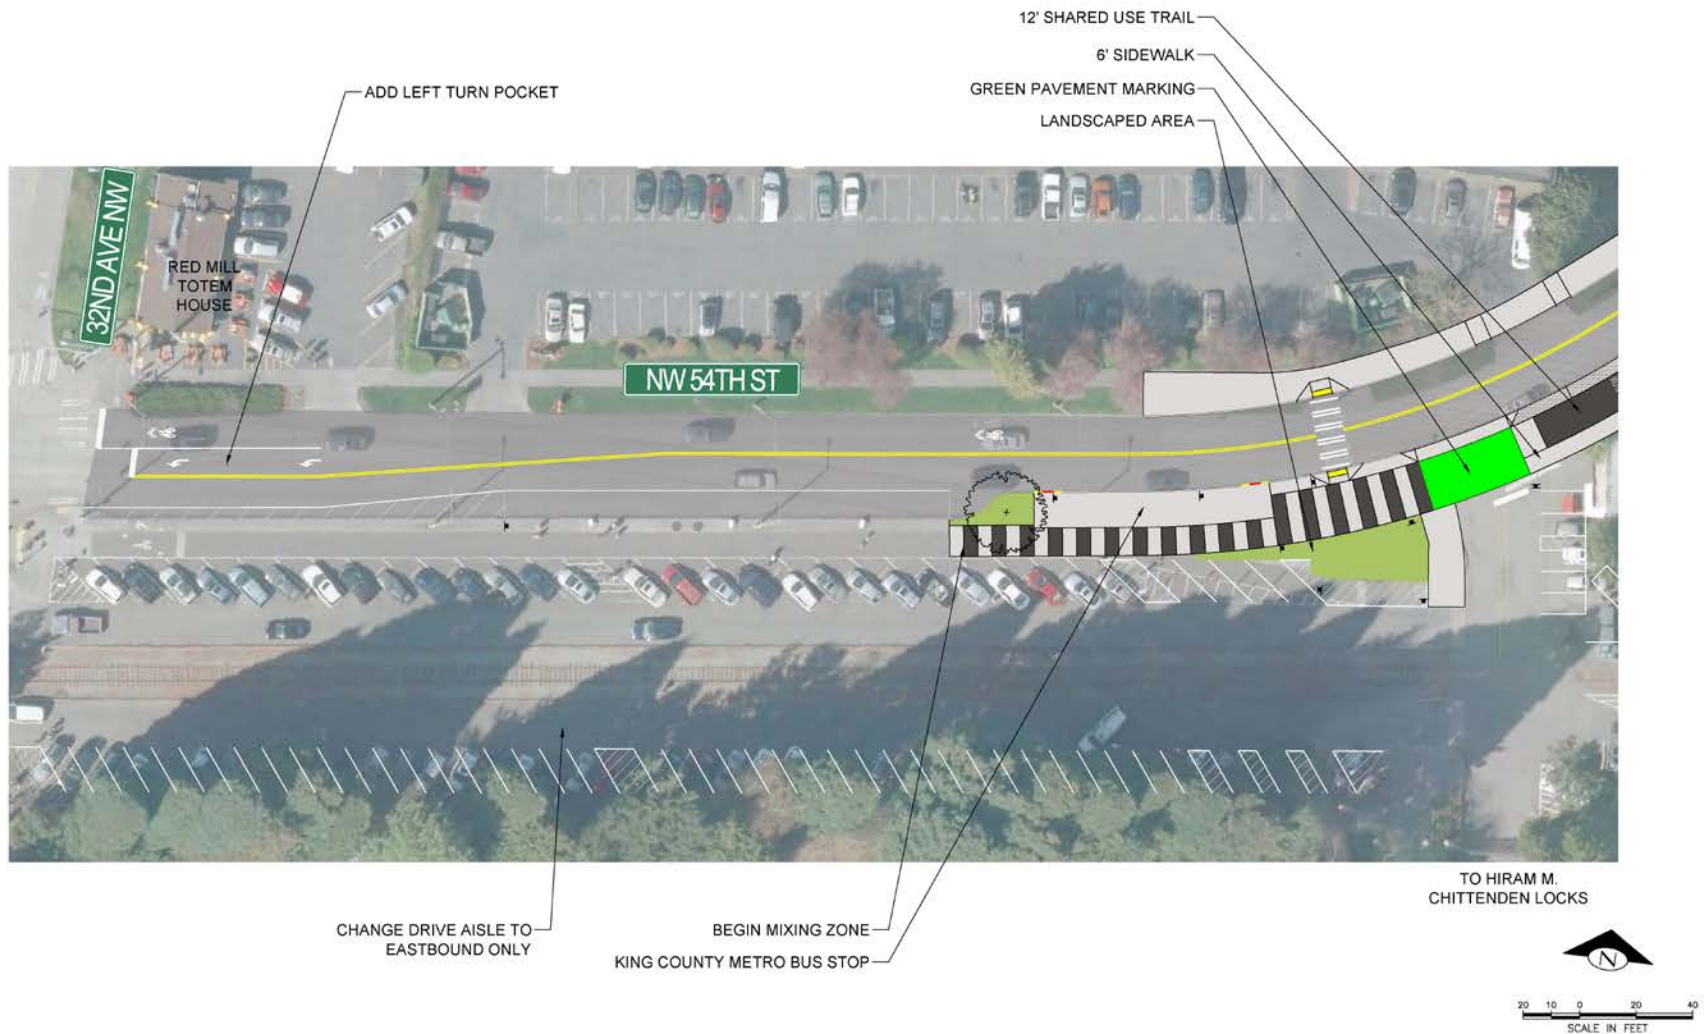 12' SHARED USE TRAIL
6' SIDEWALK
GREEN PAVEMENT MARKING
LANDSCAPED AREA
ADD LEFT TURN POCKET
32ND AVE NW
RED MILL
TOTEM
HOUSE
NW 54TH ST
TO HIRAM M.
CHITTENDEN LOCKS
CHANGE DRIVE AISLE TO
EASTBOUND ONLY
BEGIN MIXING ZONE
KING COUNTY METRO BUS STOP
N
20 10 0 20 40
SCALE IN FEET